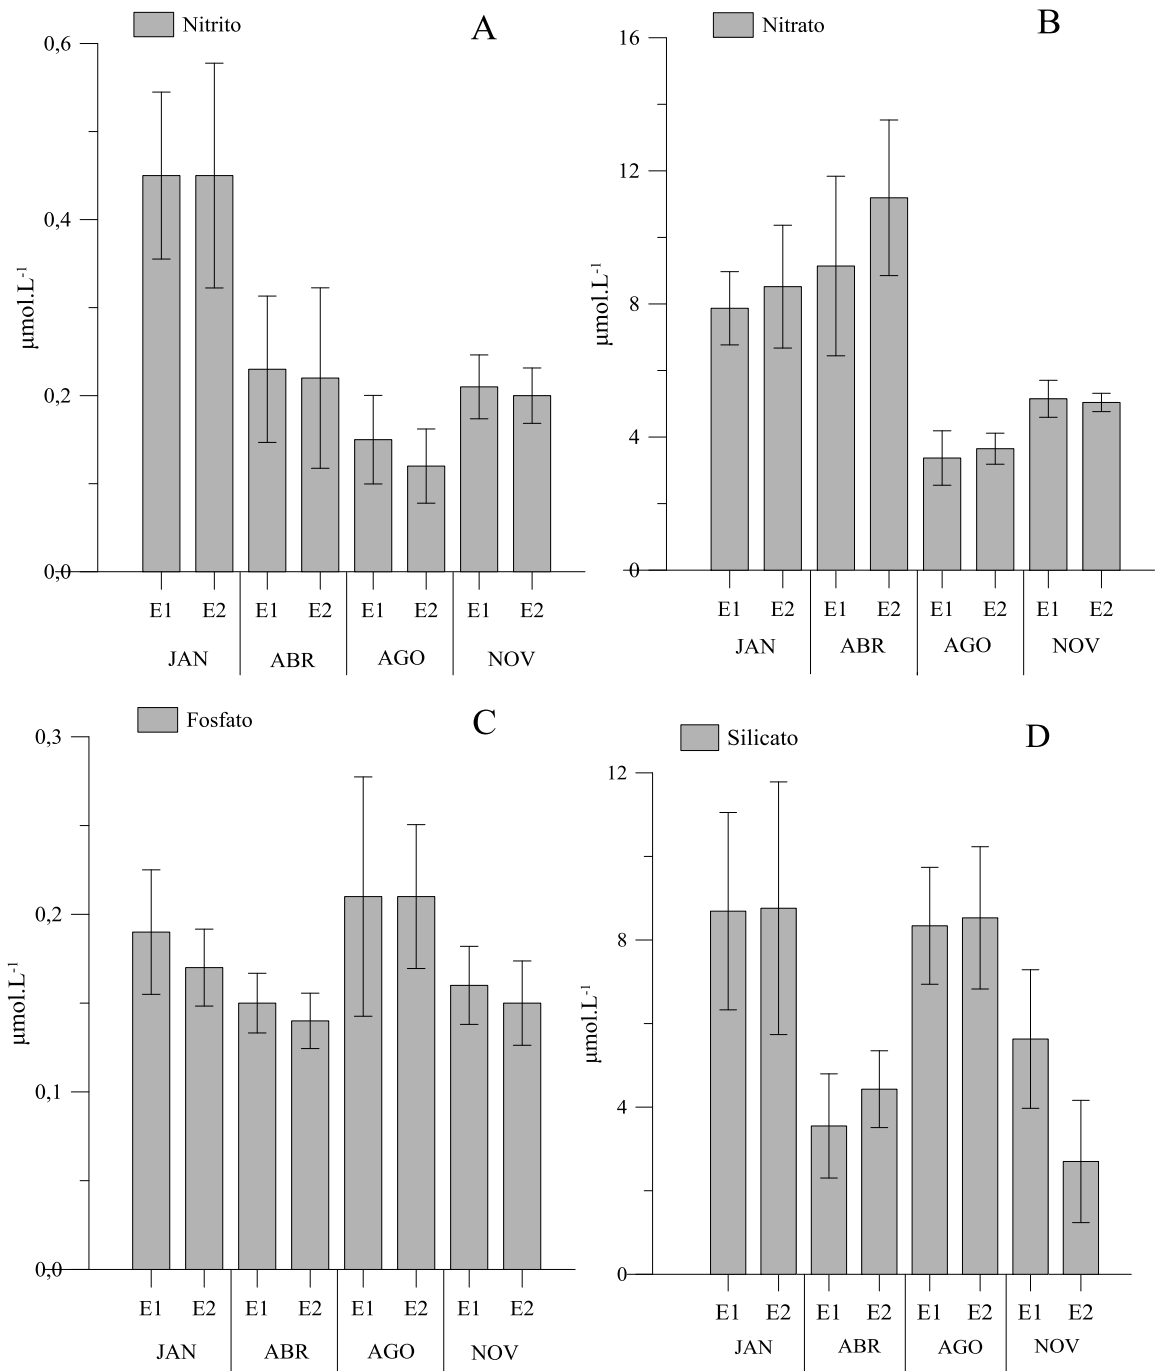 Nitrito
A
0,6
0,4
0,2
0,0
µmol.L⁻¹
E1 E2 E1 E2 E1 E2 E1 E2
JAN ABR AGO NOV
Nitrato
B
16
12
8
4
0
µmol.L⁻¹
E1 E2 E1 E2 E1 E2 E1 E2
JAN ABR AGO NOV
Fosfato
C
0,3
0,2
0,1
0,0
µmol.L⁻¹
E1 E2 E1 E2 E1 E2 E1 E2
JAN ABR AGO NOV
Silicato
D
12
8
4
0
µmol.L⁻¹
E1 E2 E1 E2 E1 E2 E1 E2
JAN ABR AGO NOV